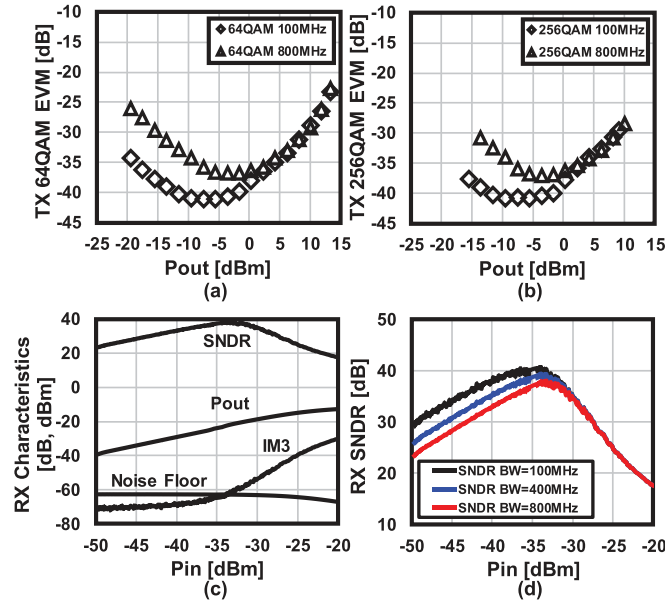 -10
-15
-20
-25
-30
-35
-40
-45
TX 64QAM EVM [dB]
64QAM 100MHz
64QAM 800MHz
-25 -20 -15 -10 -5 0 5 10 15
Pout [dBm]
(a)
-10
-15
-20
-25
-30
-35
-40
-45
TX 256QAM EVM [dB]
256QAM 100MHz
256QAM 800MHz
-25 -20 -15 -10 -5 0 5 10 15
Pout [dBm]
(b)
40
20
0
-20
-40
-60
-80
RX Characteristics
[dB, dBm]
SNDR
Pout
IM3
Noise Floor
-50 -45 -40 -35 -30 -25 -20
Pin [dBm]
(c)
50
40
30
20
10
RX SNDR [dB]
SNDR BW=100MHz
SNDR BW=400MHz
SNDR BW=800MHz
-50 -45 -40 -35 -30 -25 -20
Pin [dBm]
(d)